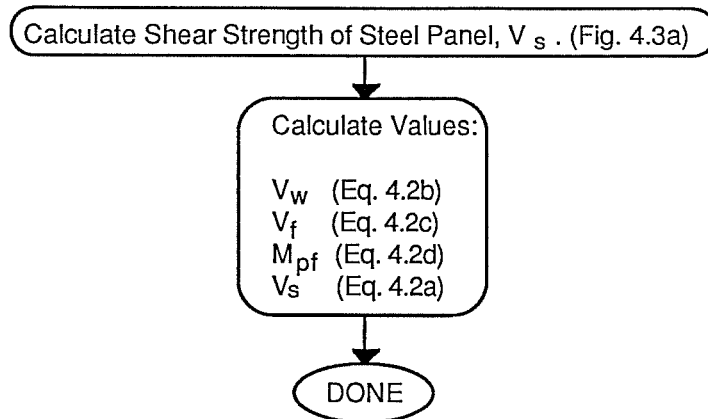 Calculate Shear Strength of Steel Panel, V s . (Fig. 4.3a)
Calculate Values:
Vw (Eq. 4.2b)
Vf (Eq. 4.2c)
Mpf (Eq. 4.2d)
Vs (Eq. 4.2a)
DONE